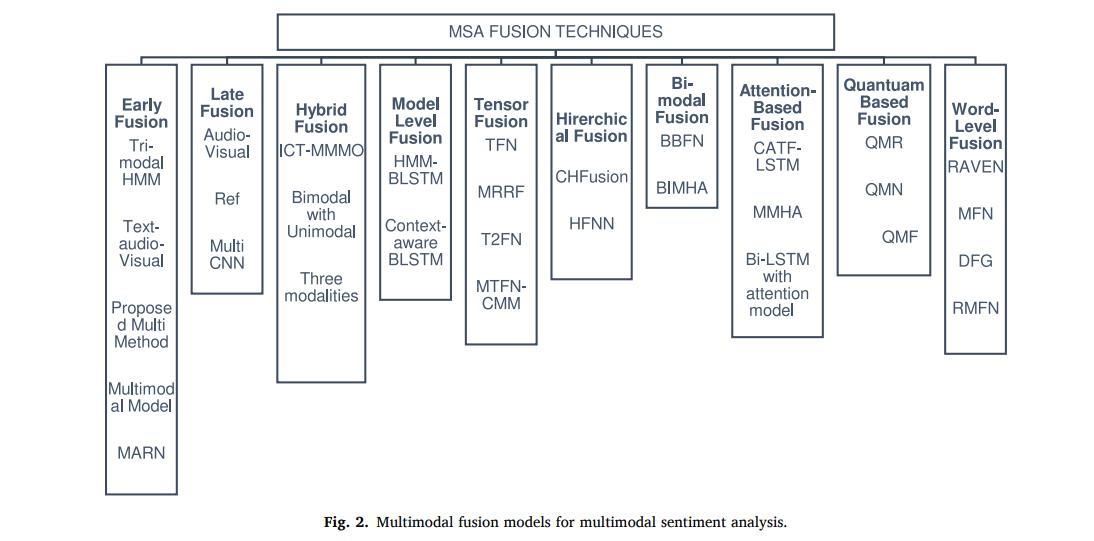 MSA FUSION TECHNIQUES
Early
Fusion
Tri-
modal
HMM
Text-
audio-
Visual
Propose
d Multi
Method
Multimod
al Model
MARN
Late
Fusion
Audio-
Visual
Ref
Multi
CNN
Hybrid
Fusion
ICT-MMMO
Bimodal
with
Unimodal
Three
modalities
Model
Level
Fusion
HMM-
BLSTM
Context-
aware
BLSTM
Tensor
Fusion
TFN
MRRF
T2FN
MTFN-
CMM
Hirerchic
al Fusion
CHFusion
HFNN
Bi-
modal
Fusion
BBFN
BIMHA
Attention-
Based
Fusion
CATF-
LSTM
MMHA
Bi-LSTM
with
attention
model
Quantuam
Based
Fusion
QMR
QMN
QMF
Word-
Level
Fusion
RAVEN
MFN
DFG
RMFN
Fig. 2. Multimodal fusion models for multimodal sentiment analysis.